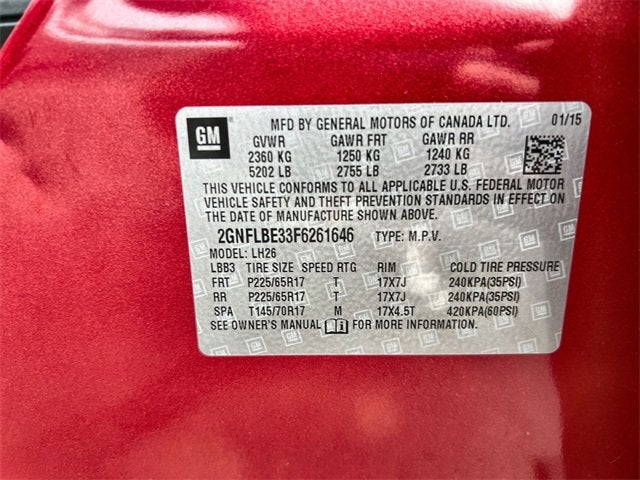 GM
MFD BY GENERAL MOTORS OF CANADA LTD. 01/15
GVWR GAWR FRT GAWR RR
2360 KG 1250 KG 1240 KG
5202 LB 2755 LB 2733 LB
THIS VEHICLE CONFORMS TO ALL APPLICABLE U.S. FEDERAL MOTOR
VEHICLE SAFETY AND THEFT PREVENTION STANDARDS IN EFFECT ON
THE DATE OF MANUFACTURE SHOWN ABOVE.
2GNFLBE33F6261646 TYPE: M.P.V.
MODEL: LH26
LBB3 TIRE SIZE SPEED RTG RIM COLD TIRE PRESSURE
FRT P225/65R17 T 17X7J 240KPA(35PSI)
RR P225/65R17 T 17X7J 240KPA(35PSI)
SPA T145/70R17 M 17X4.5T 420KPA(60PSI)
SEE OWNER'S MANUAL FOR MORE INFORMATION.